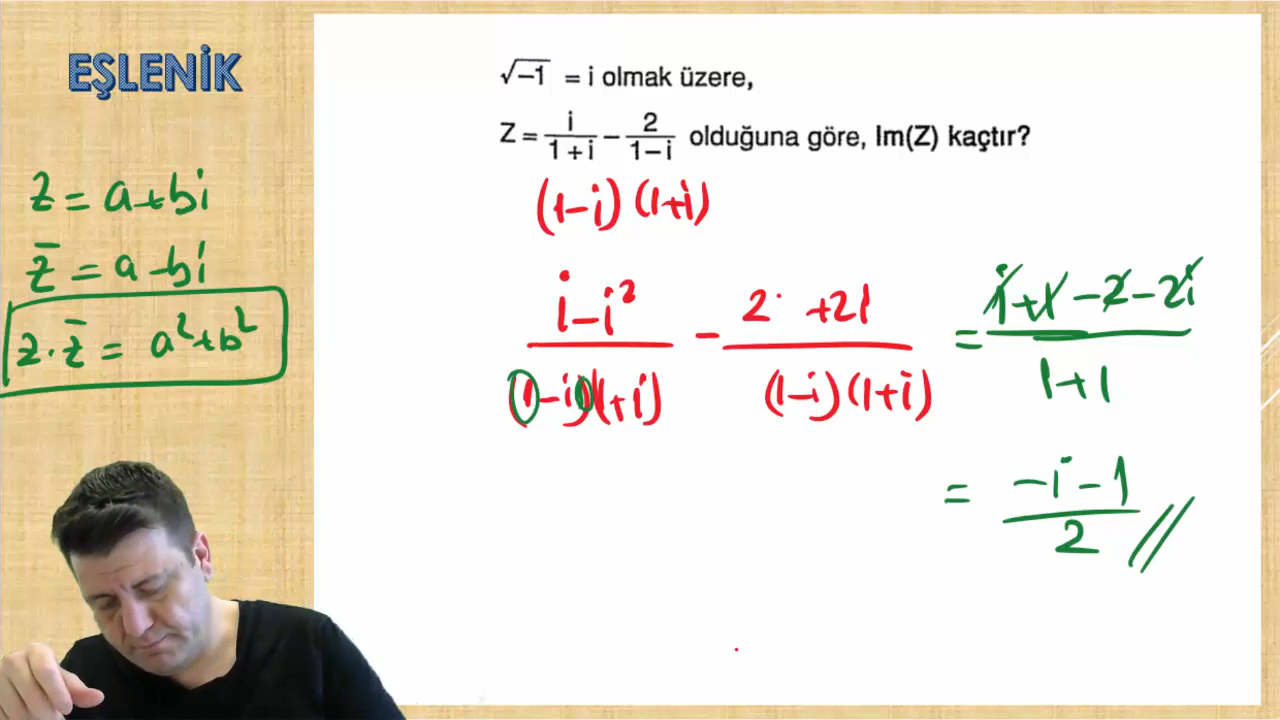 EŞLENİK
z = a+bi
z̄ = a-bi
z·z̄ = a²+b²
√-1 = i olmak üzere,
Z = i/(1+i) - 2/(1-i) olduğuna göre, Im(Z) kaçtır?
(1-i) (1+i)
(i-i²)/((1-i)(1+i)) - (2+2i)/((1-i)(1+i)) = (i+1-2-2i)/(1+1)
= (-i-1)/2 //